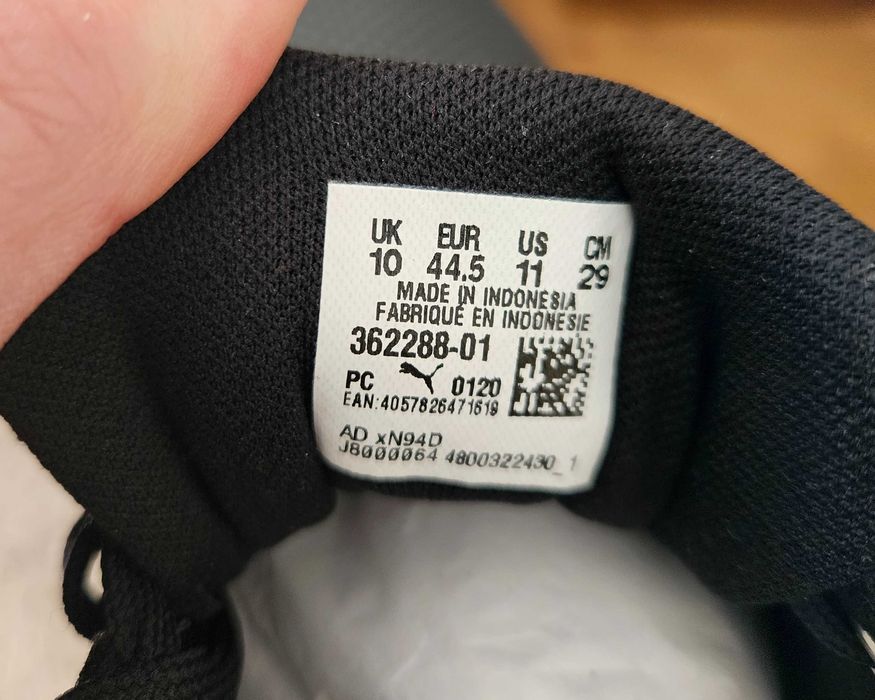 UK EUR US CM
10 44.5 11 29
MADE IN INDONESIA
FABRIQUÉ EN INDONESIE
362288-01
PC 0120
EAN:4057826471619
AD xN94D
J8000064 4800322430_1